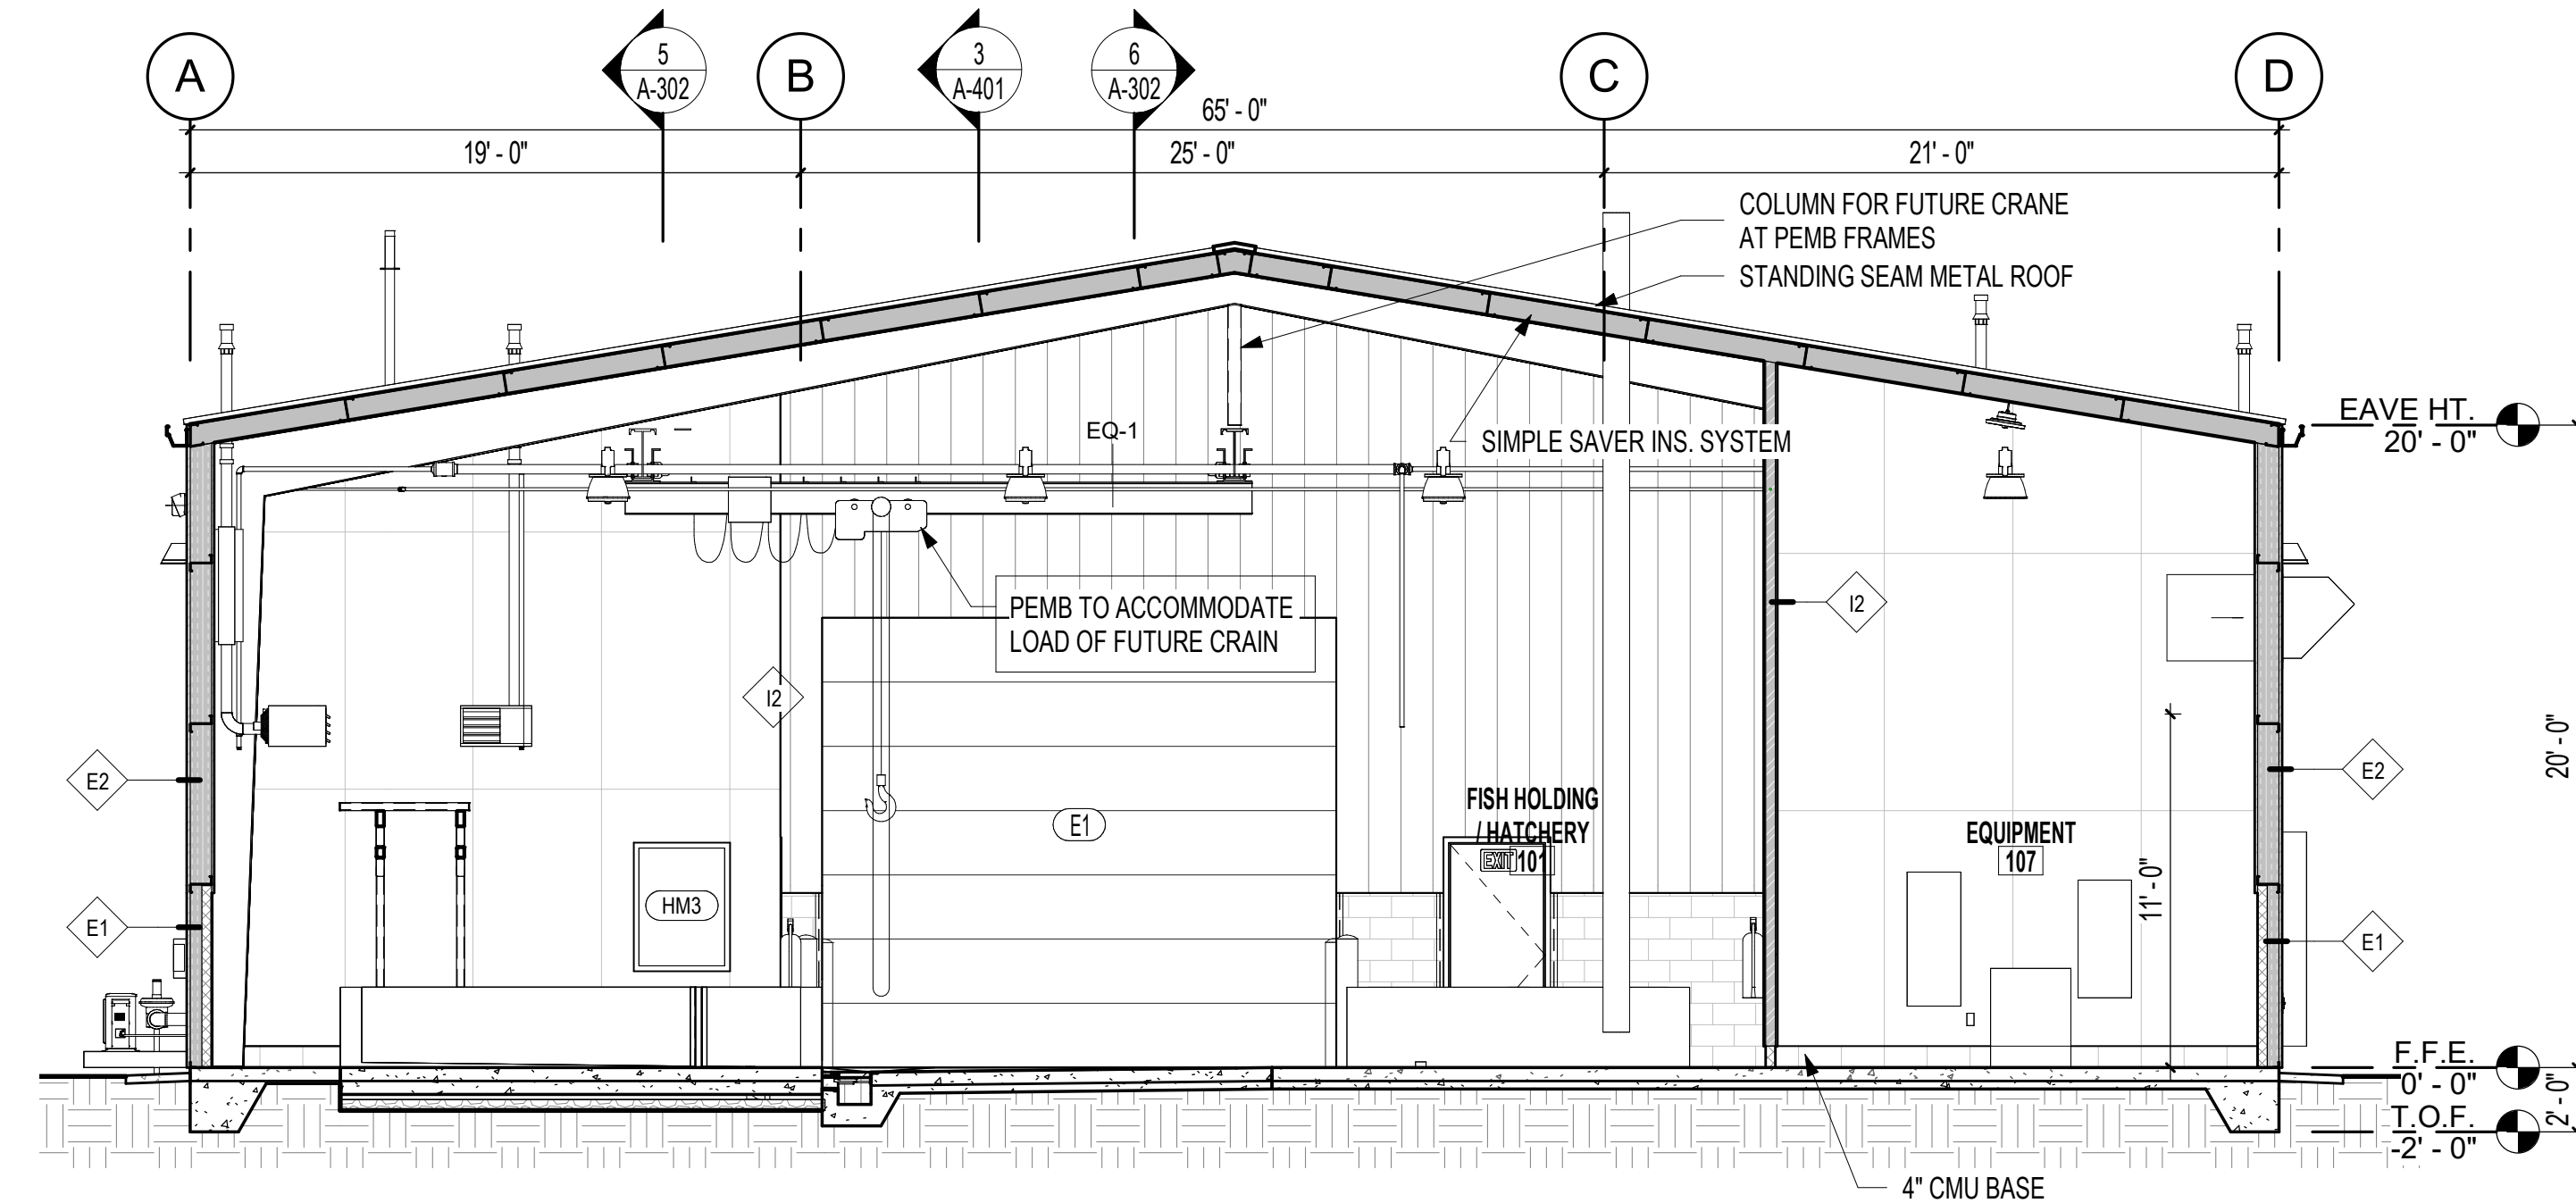 A
5
A-302
B
3
A-401
6
A-302
C
D
65' - 0"
19' - 0"
25' - 0"
21' - 0"
COLUMN FOR FUTURE CRANE
AT PEMB FRAMES
STANDING SEAM METAL ROOF
EAVE HT.
20' - 0"
EQ-1
SIMPLE SAVER INS. SYSTEM
PEMB TO ACCOMMODATE
LOAD OF FUTURE CRAIN
I2
I2
E2
E2
20' - 0"
FISH HOLDING
/ HATCHERY
EXIT 101
E1
EQUIPMENT
107
11' - 0"
HM3
E1
E1
F.F.E.
0' - 0"
2' - 0"
T.O.F.
-2' - 0"
4" CMU BASE